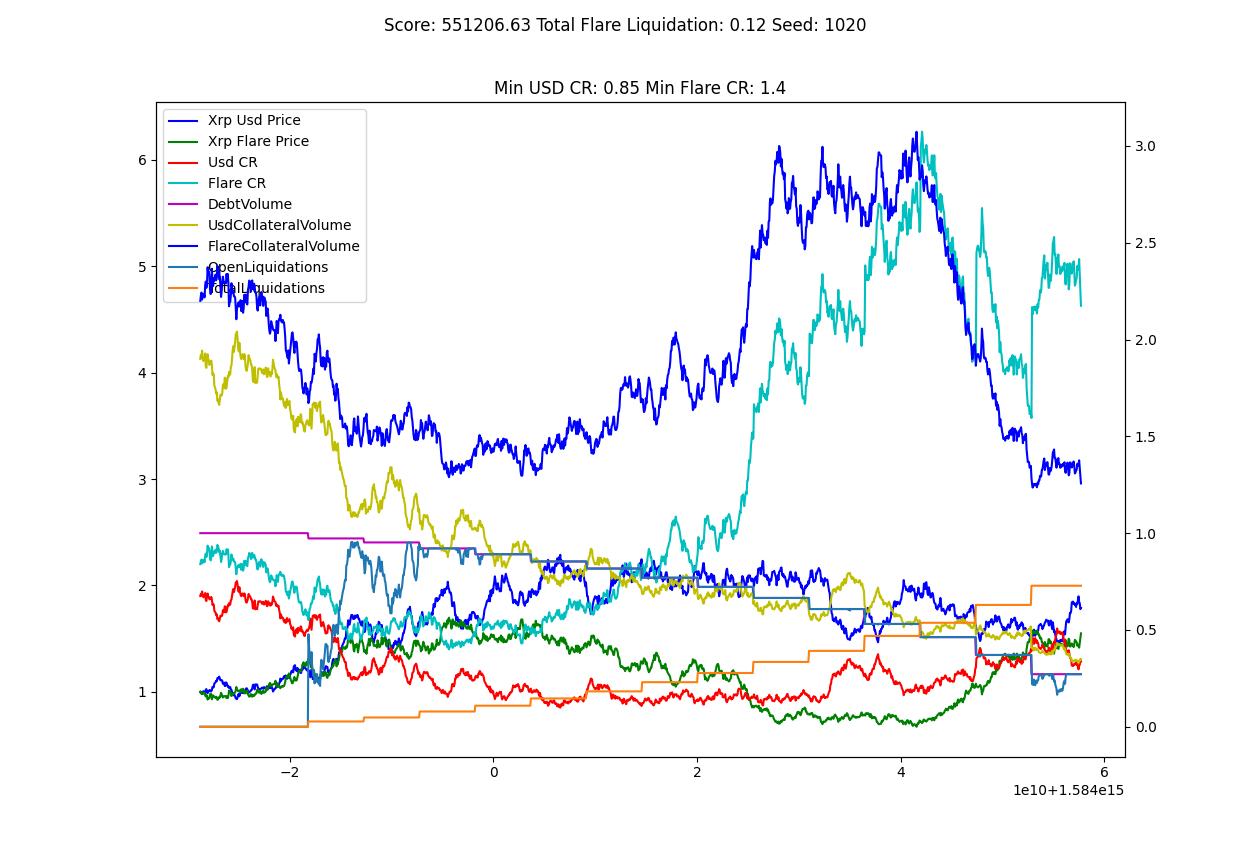 Score: 551206.63 Total Flare Liquidation: 0.12 Seed: 1020
Min USD CR: 0.85 Min Flare CR: 1.4
Xrp Usd Price
Xrp Flare Price
Usd CR
Flare CR
DebtVolume
UsdCollateralVolume
FlareCollateralVolume
OpenLiquidations
TotalLiquidations
6
5
4
3
2
1
3.0
2.5
2.0
1.5
1.0
0.5
0.0
−2
0
2
4
6
1e10+1.584e15